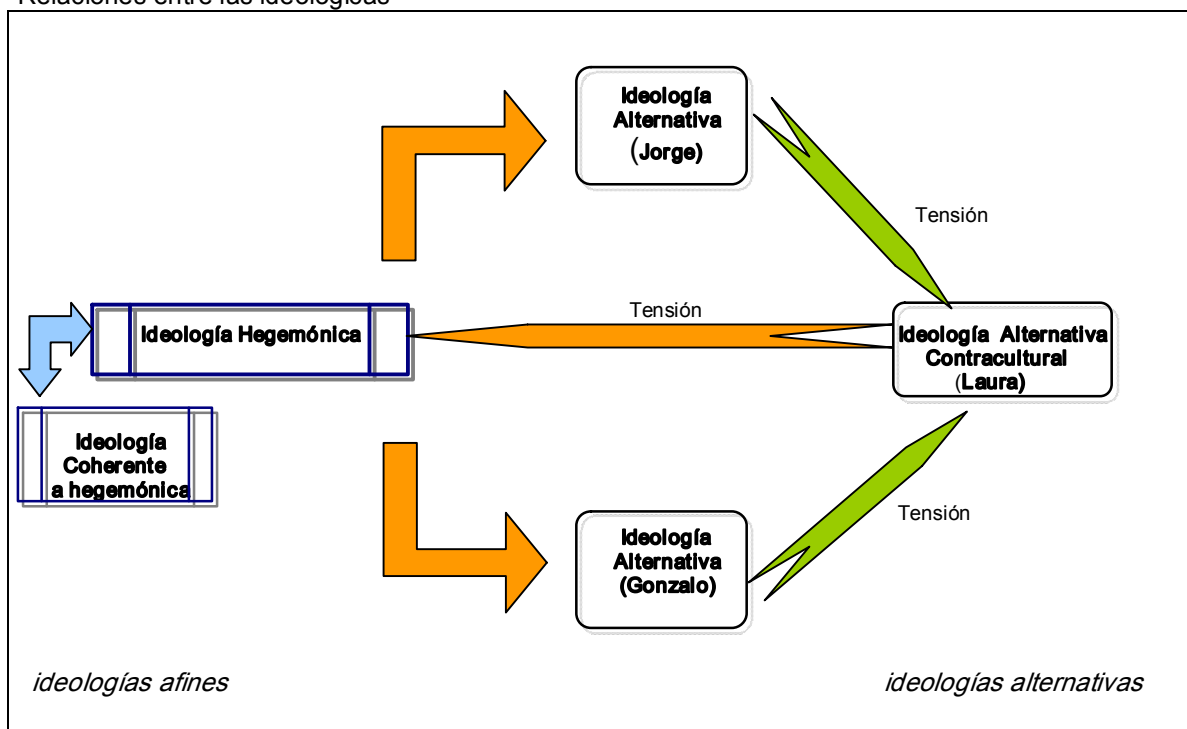 Relaciones entre las ideológicas
Ideología
Alternativa
(Jorge)
Tensión
Tensión
Ideología Hegemónica
Ideología Alternativa
Contracultural
(Laura)
Ideología
Coherente
a hegemónica
Tensión
Ideología
Alternativa
(Gonzalo)
ideologías afines
ideologías alternativas